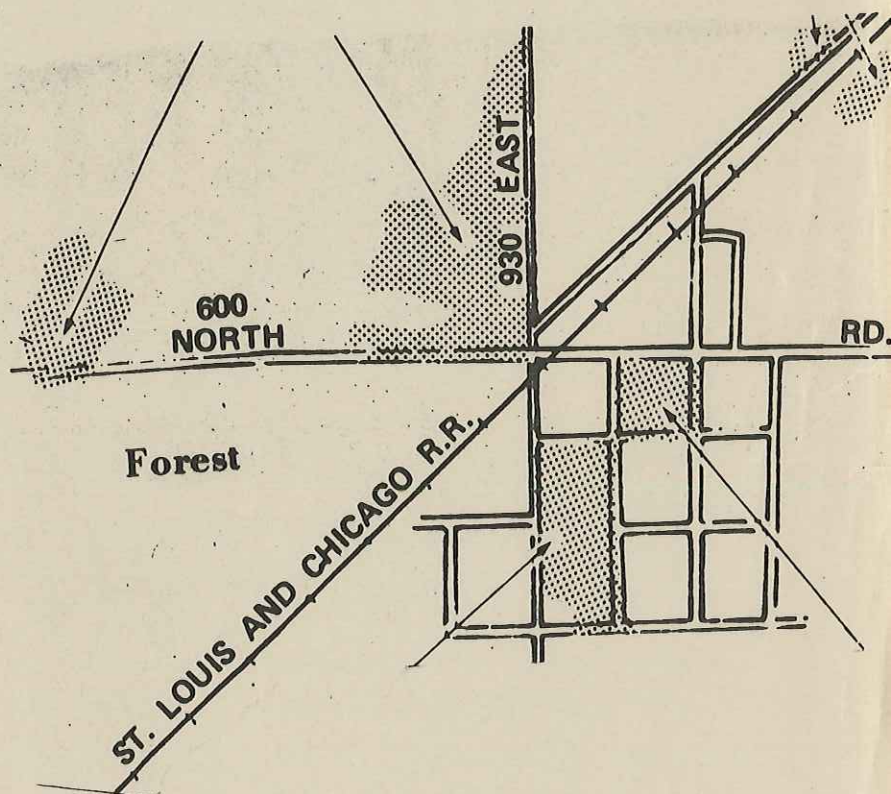 930 EAST
600
NORTH
RD.
Forest
ST. LOUIS AND CHICAGO R.R.